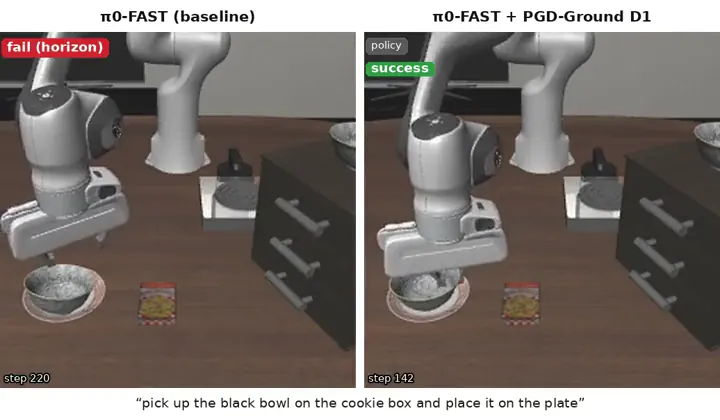 π0-FAST (baseline)
π0-FAST + PGD-Ground D1
fail (horizon)
policy
success
step 220
step 142
“pick up the black bowl on the cookie box and place it on the plate”